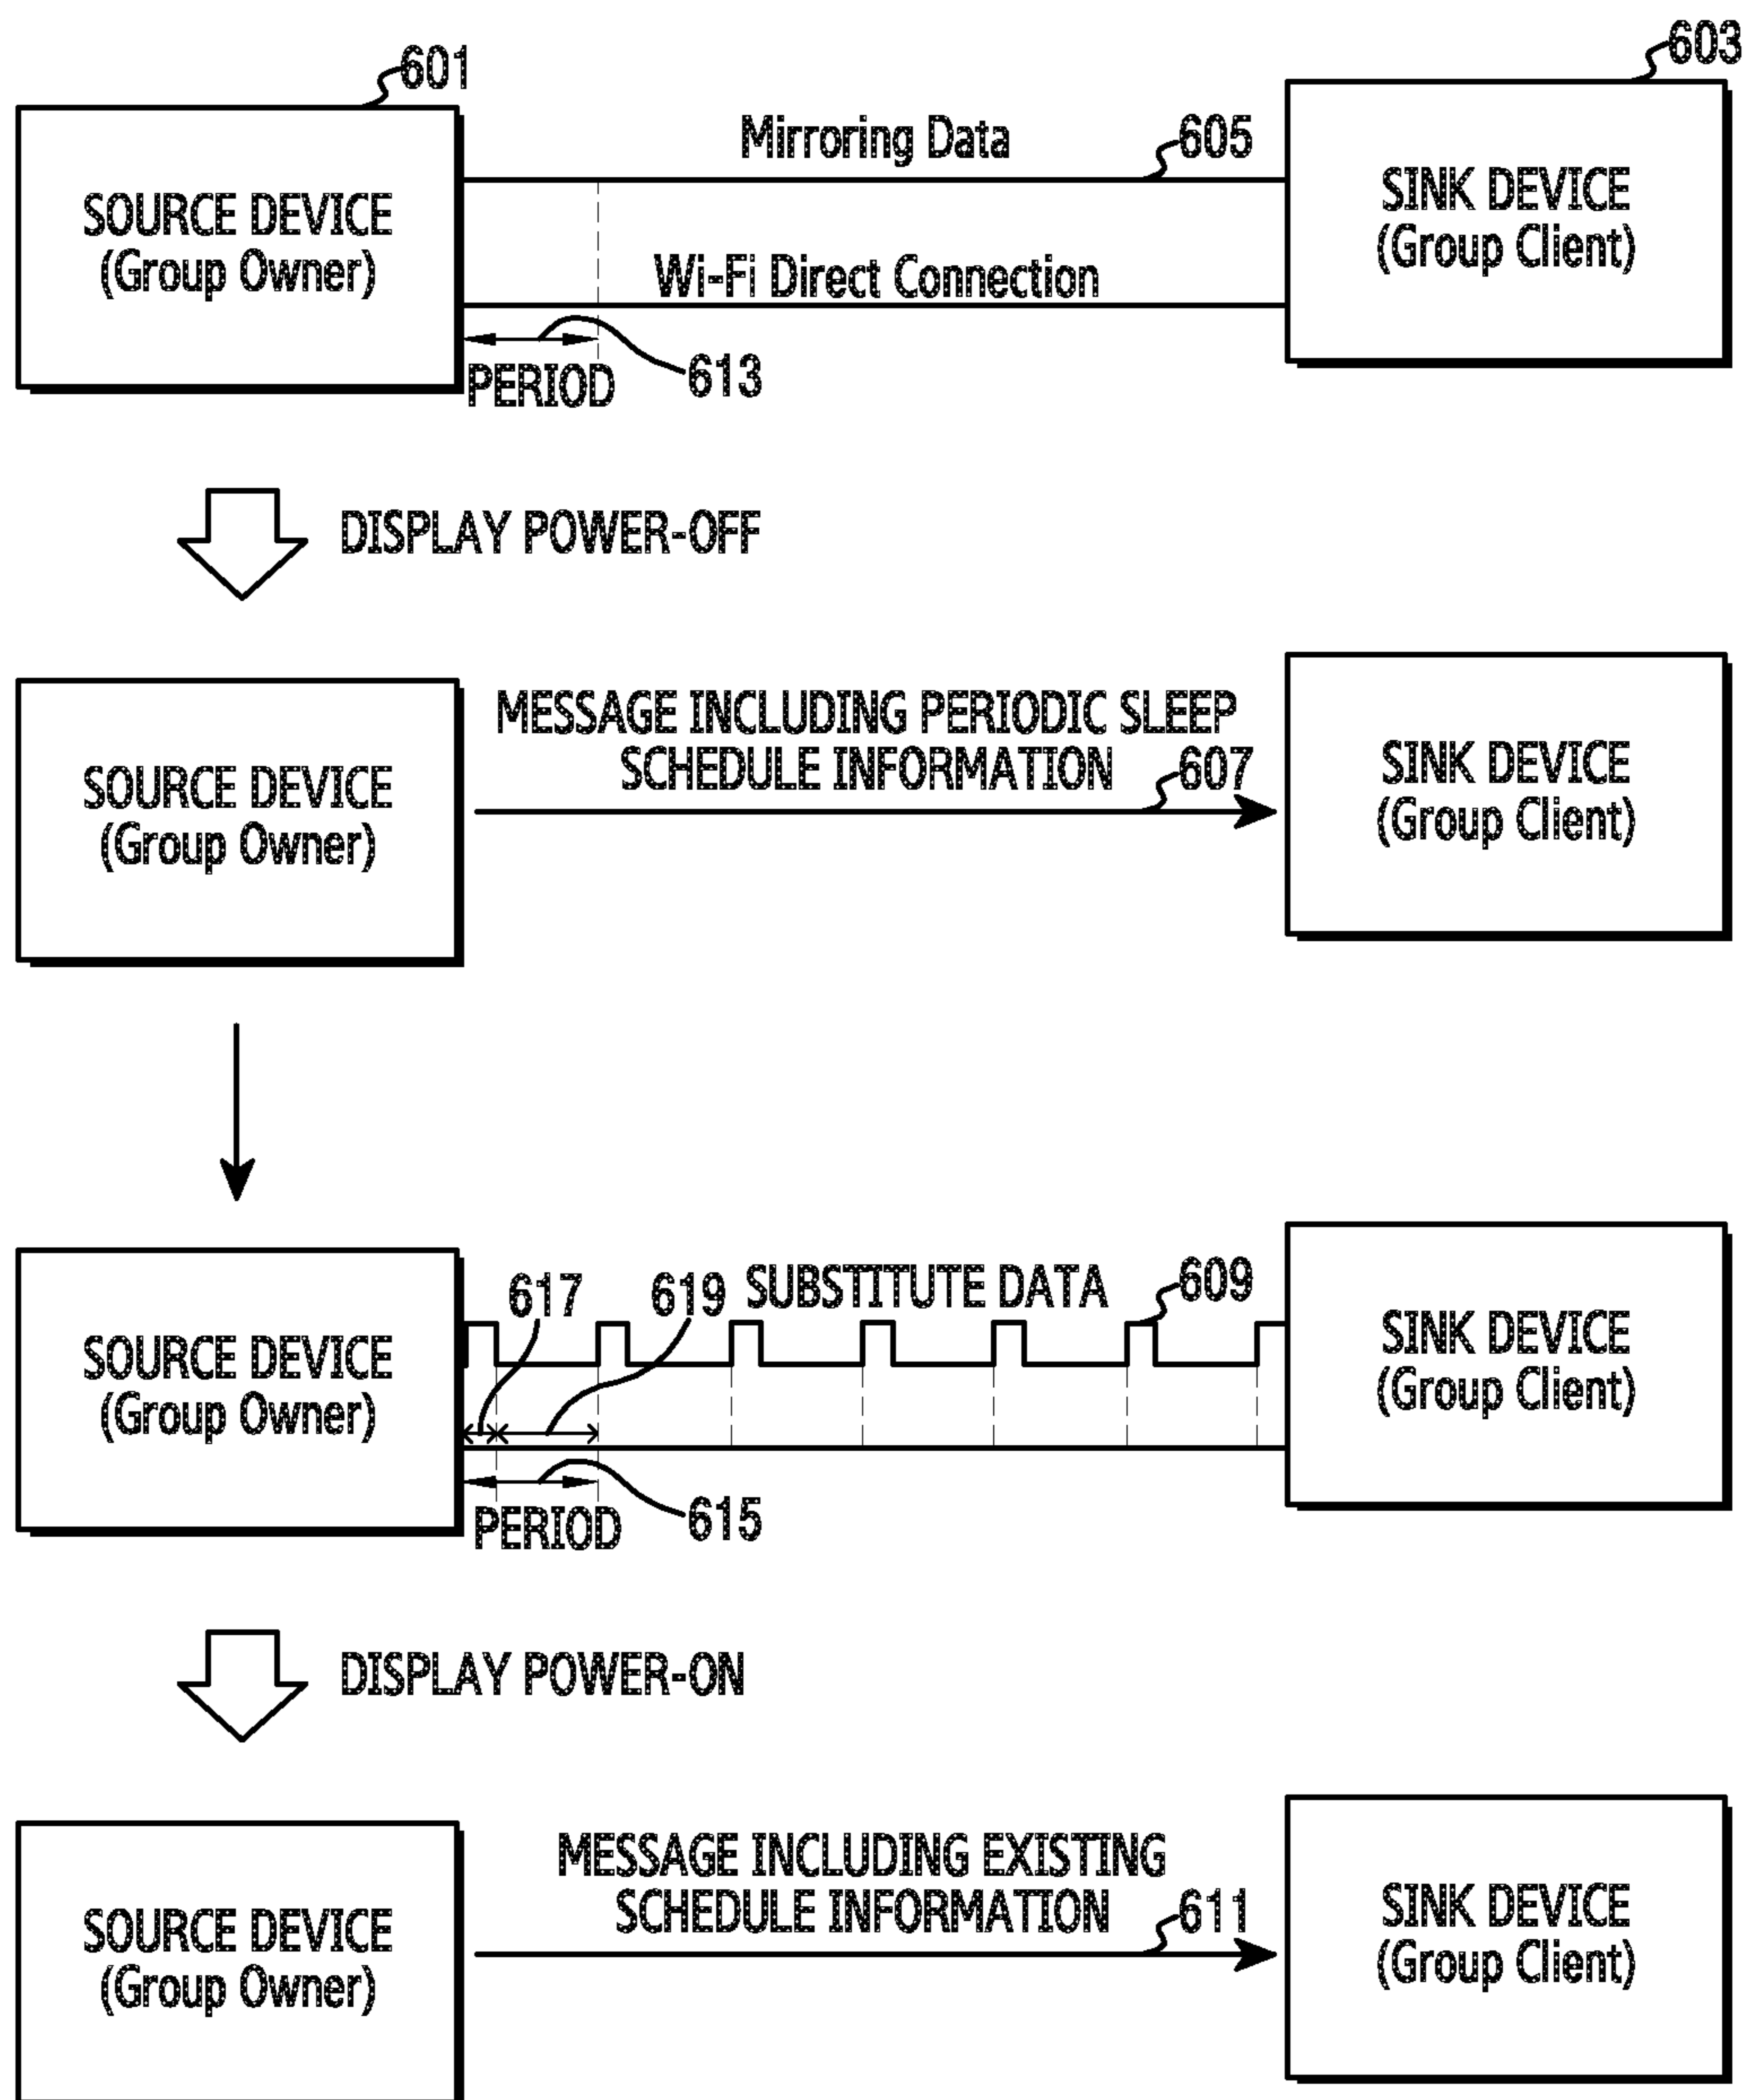 601
603
Mirroring Data
605
SOURCE DEVICE
(Group Owner)
SINK DEVICE
(Group Client)
Wi-Fi Direct Connection
PERIOD
613
DISPLAY POWER-OFF
MESSAGE INCLUDING PERIODIC SLEEP
SCHEDULE INFORMATION
607
SOURCE DEVICE
(Group Owner)
SINK DEVICE
(Group Client)
617
619
SUBSTITUTE DATA
609
SOURCE DEVICE
(Group Owner)
SINK DEVICE
(Group Client)
PERIOD
615
DISPLAY POWER-ON
MESSAGE INCLUDING EXISTING
SCHEDULE INFORMATION
611
SOURCE DEVICE
(Group Owner)
SINK DEVICE
(Group Client)